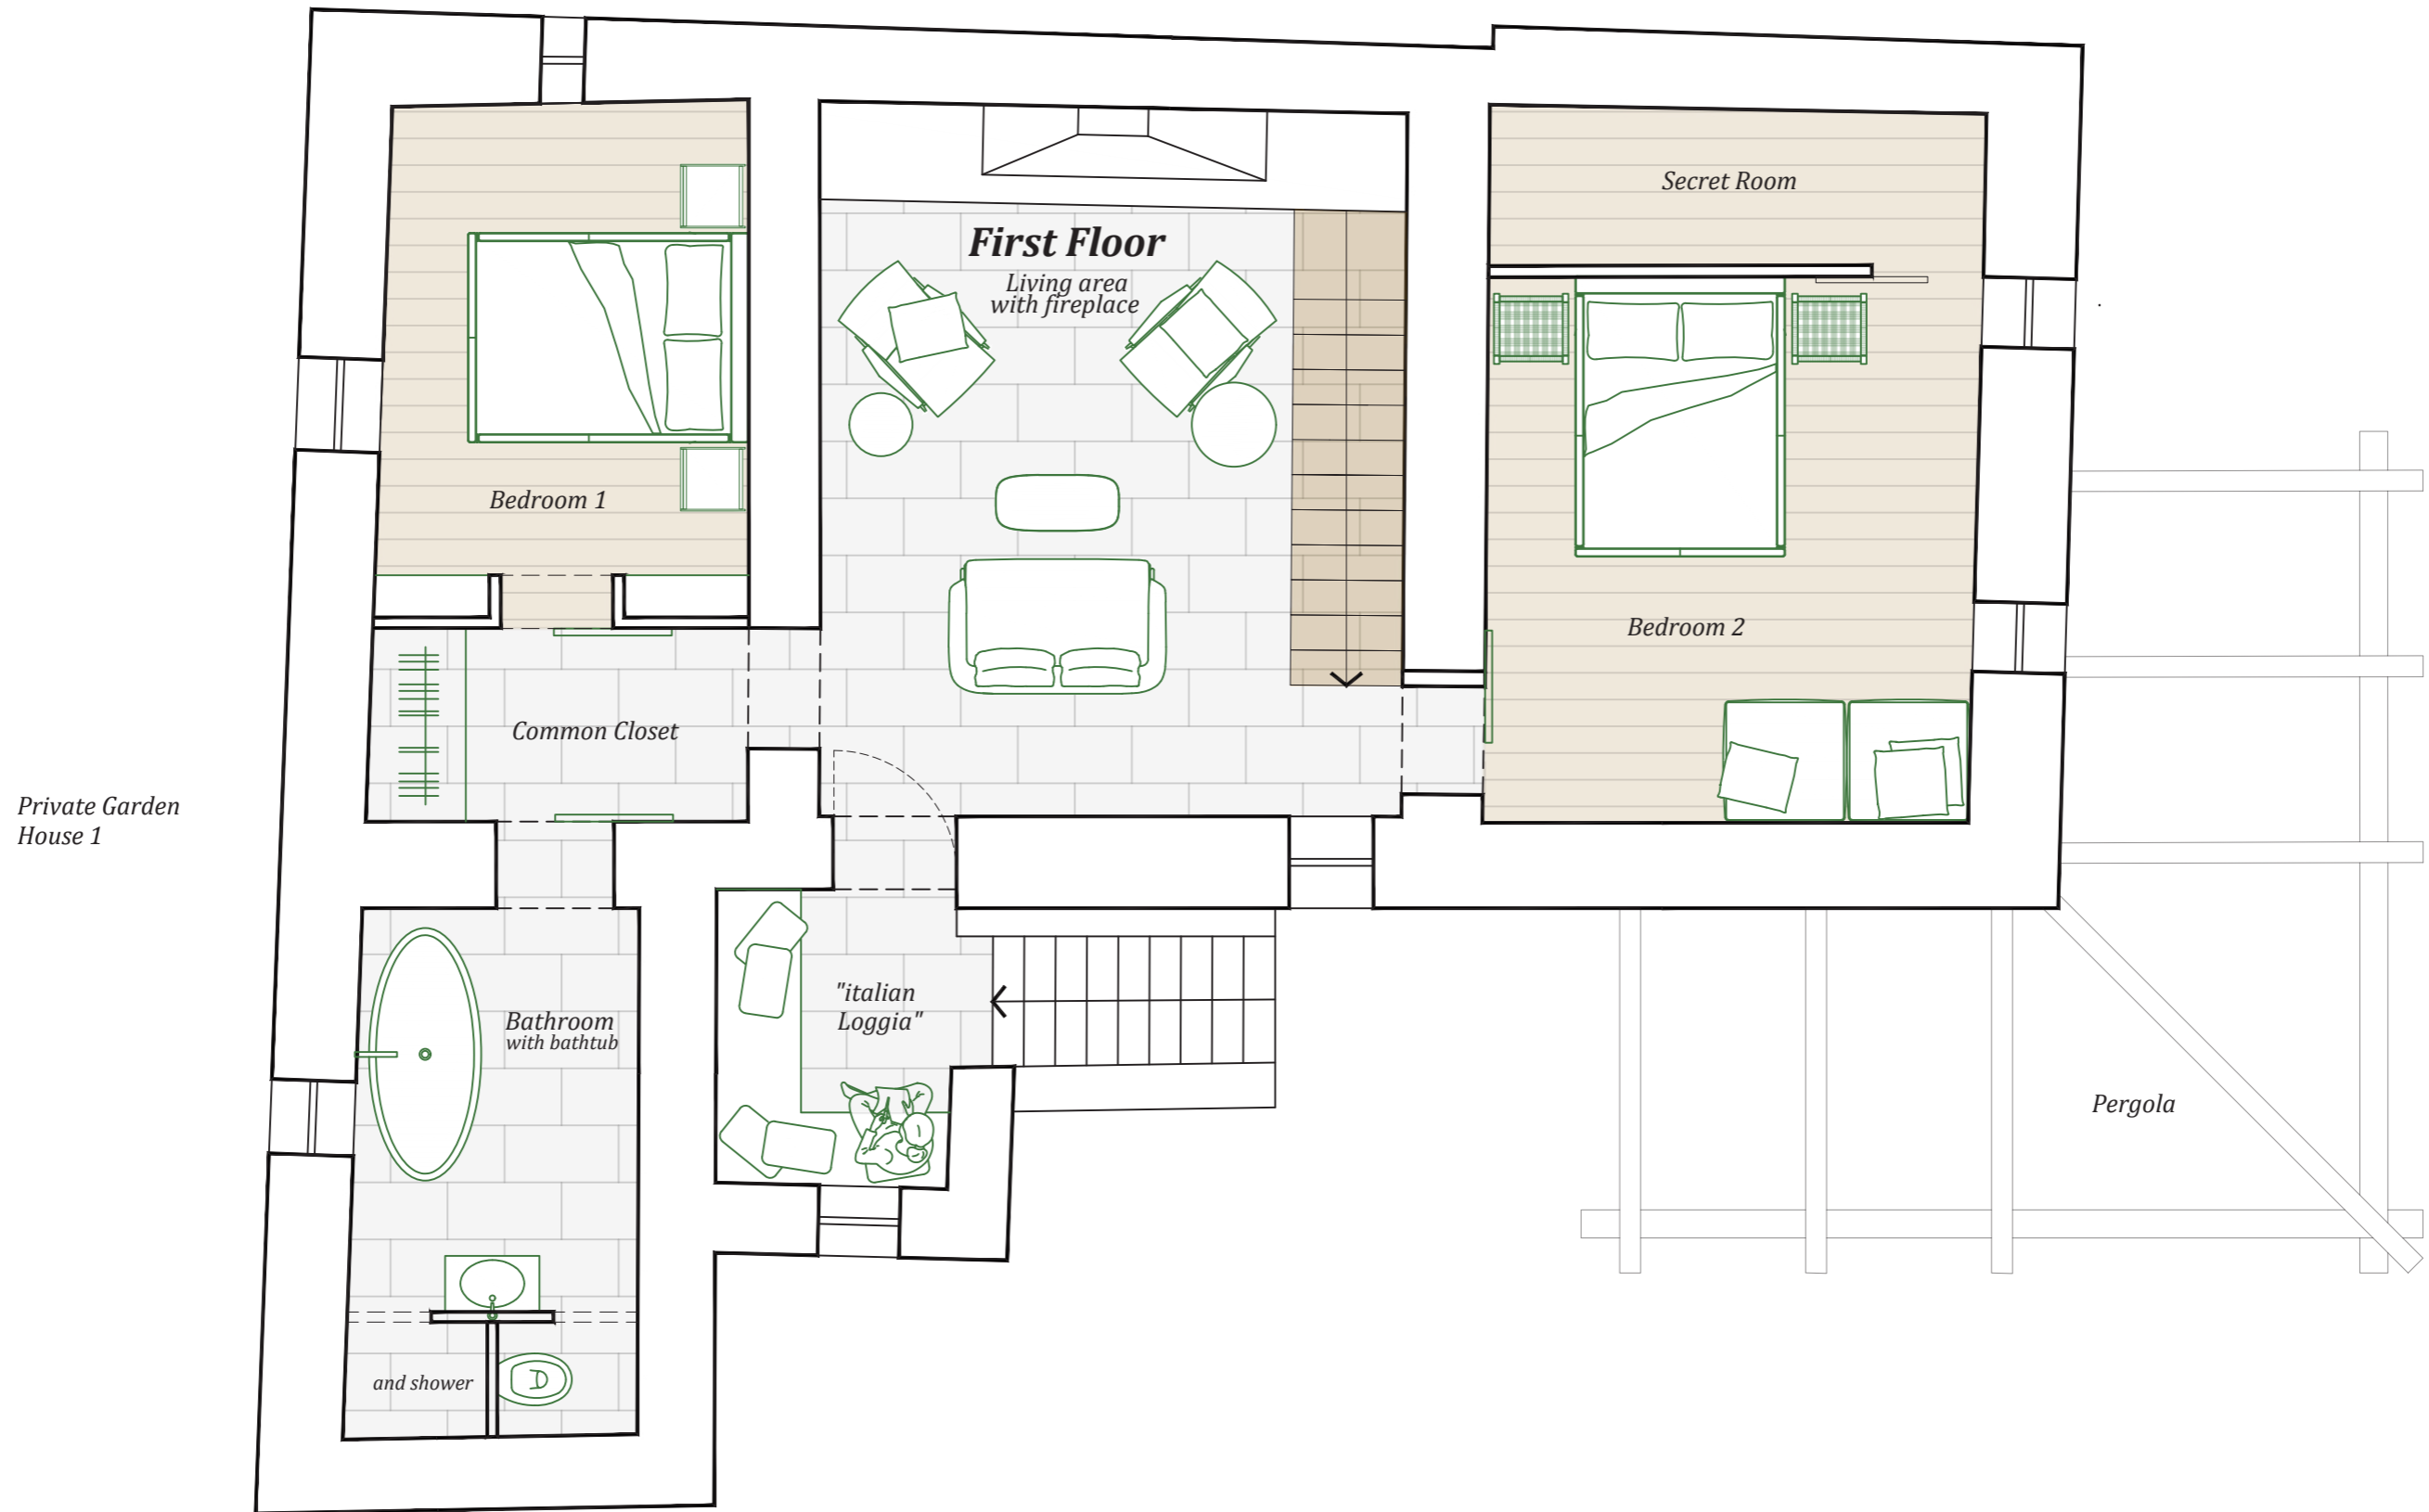 Secret Room
First Floor
Living area
with fireplace
Bedroom 1
Bedroom 2
Common Closet
Private Garden
House 1
"italian
Loggia"
Bathroom
with bathtub
Pergola
and shower